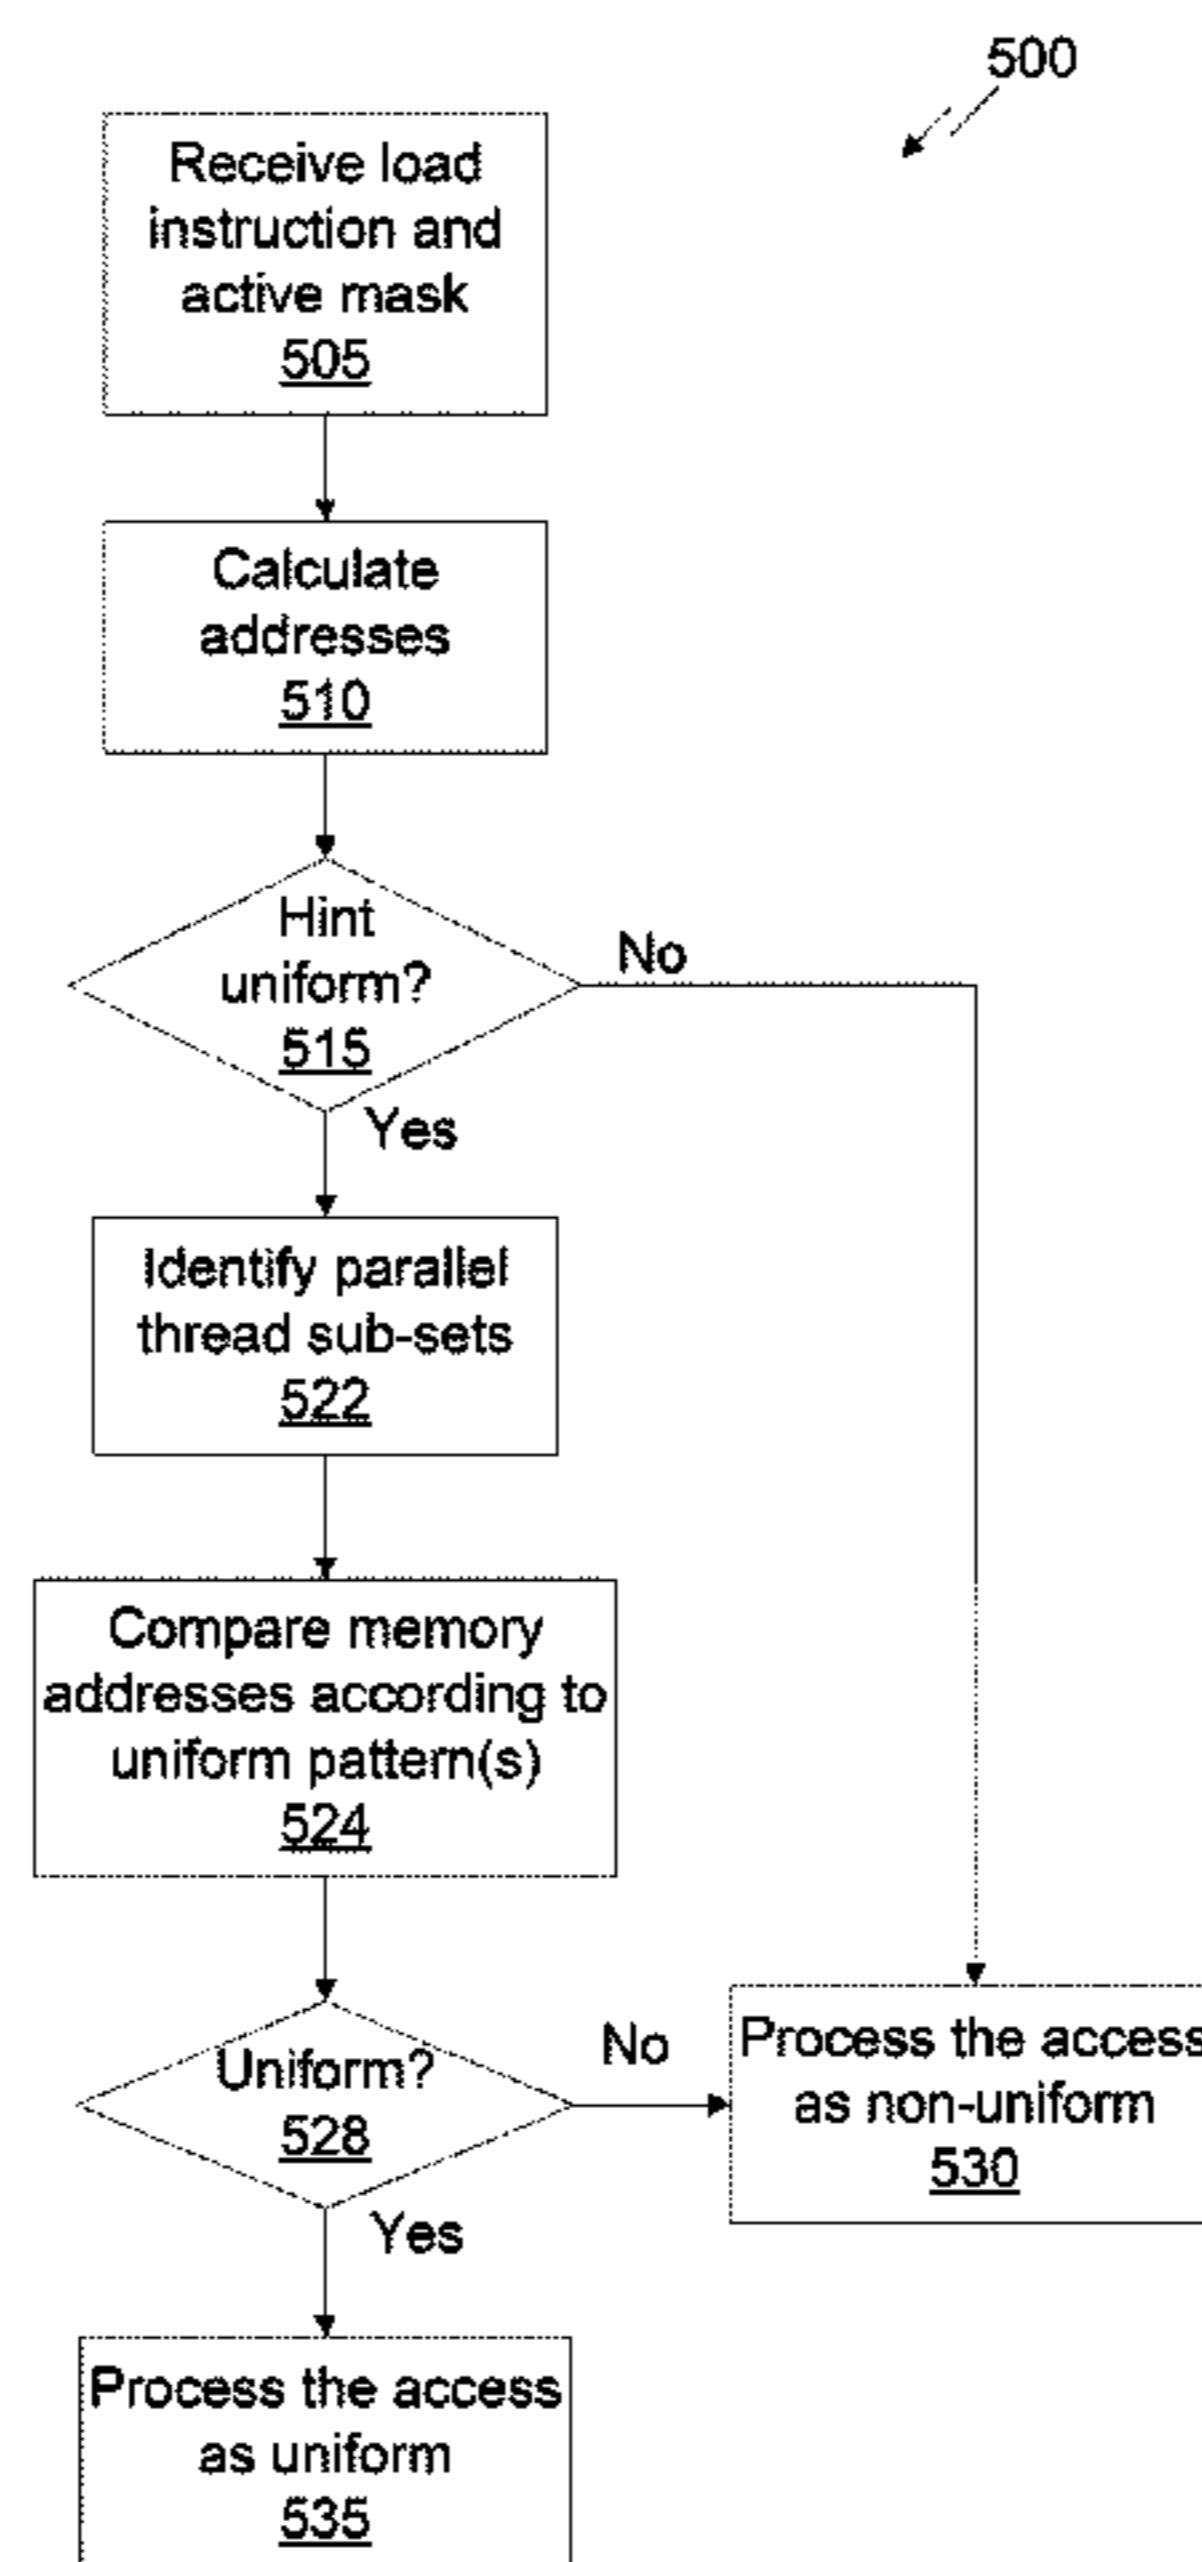 500
Receive load
instruction and
active mask
505
Calculate
addresses
510
Hint
uniform?
515
No
Yes
Identify parallel
thread sub-sets
522
Compare memory
addresses according to
uniform pattern(s)
524
Uniform?
528
No
Yes
Process the access
as non-uniform
530
Process the access
as uniform
535